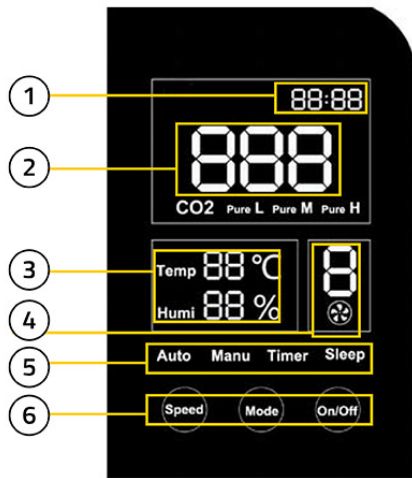 1
88:88
2
888
CO2 Pure L Pure M Pure H
3
Temp 88 °C
8
4
Humi 88 %
5
Auto Manu Timer Sleep
6
Speed Mode On/Off